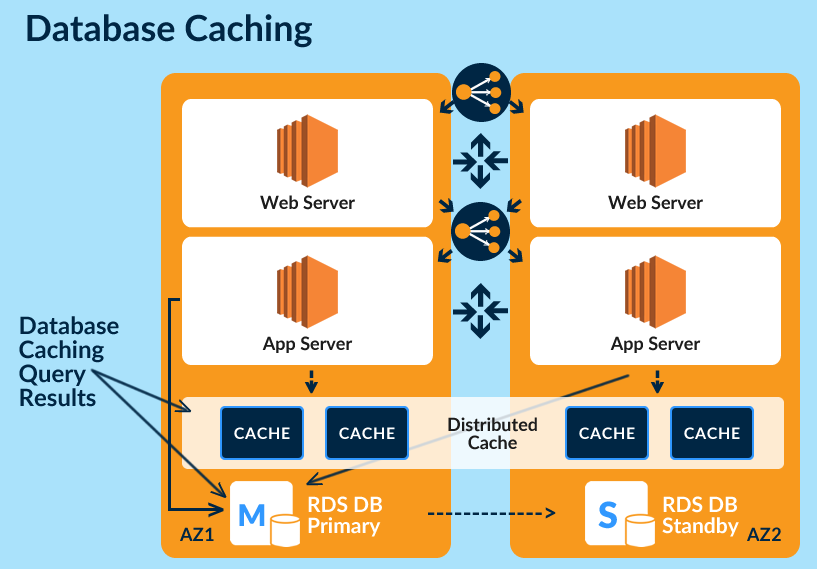 Database Caching
Web Server
Web Server
App Server
App Server
Database
Caching
Query
Results
CACHE
CACHE
Distributed
Cache
CACHE
CACHE
M
RDS DB
Primary
AZ1
S
RDS DB
Standby
AZ2